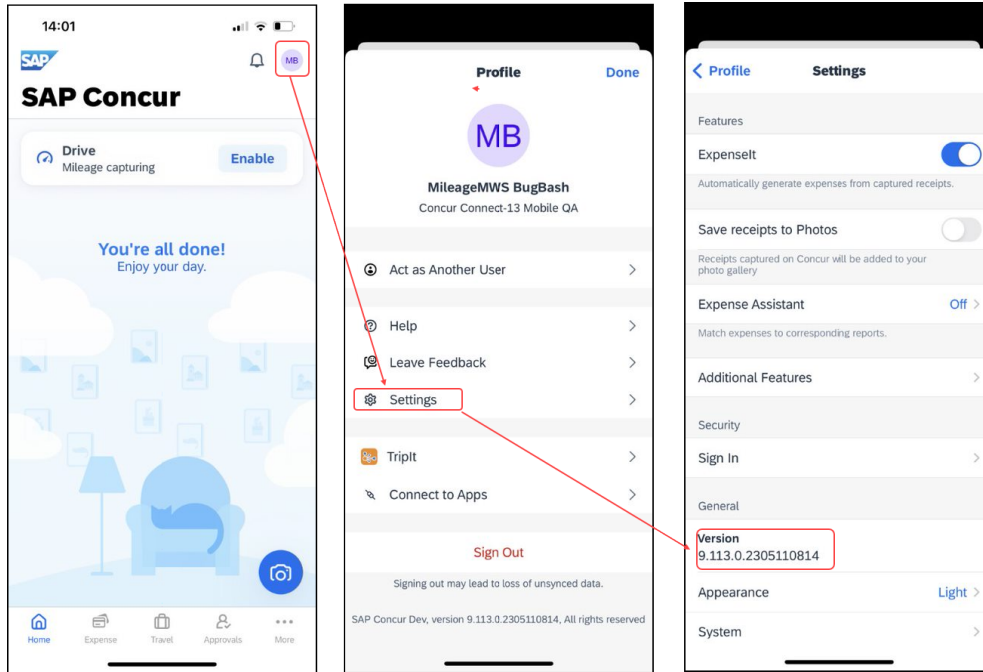 14:01
SAP
MB
SAP Concur
Drive
Mileage capturing
Enable
You're all done!
Enjoy your day.
Home
Expense
Travel
Approvals
More
Profile
Done
MB
MileageMWS BugBash
Concur Connect-13 Mobile QA
Act as Another User
Help
Leave Feedback
Settings
TripIt
Connect to Apps
Sign Out
Signing out may lead to loss of unsynced data.
SAP Concur Dev, version 9.113.0.2305110814, All rights reserved
Profile
Settings
Features
ExpenseIt
Automatically generate expenses from captured receipts.
Save receipts to Photos
Receipts captured on Concur will be added to your
photo gallery
Expense Assistant
Off
Match expenses to corresponding reports.
Additional Features
Security
Sign In
General
Version
9.113.0.2305110814
Appearance
Light
System